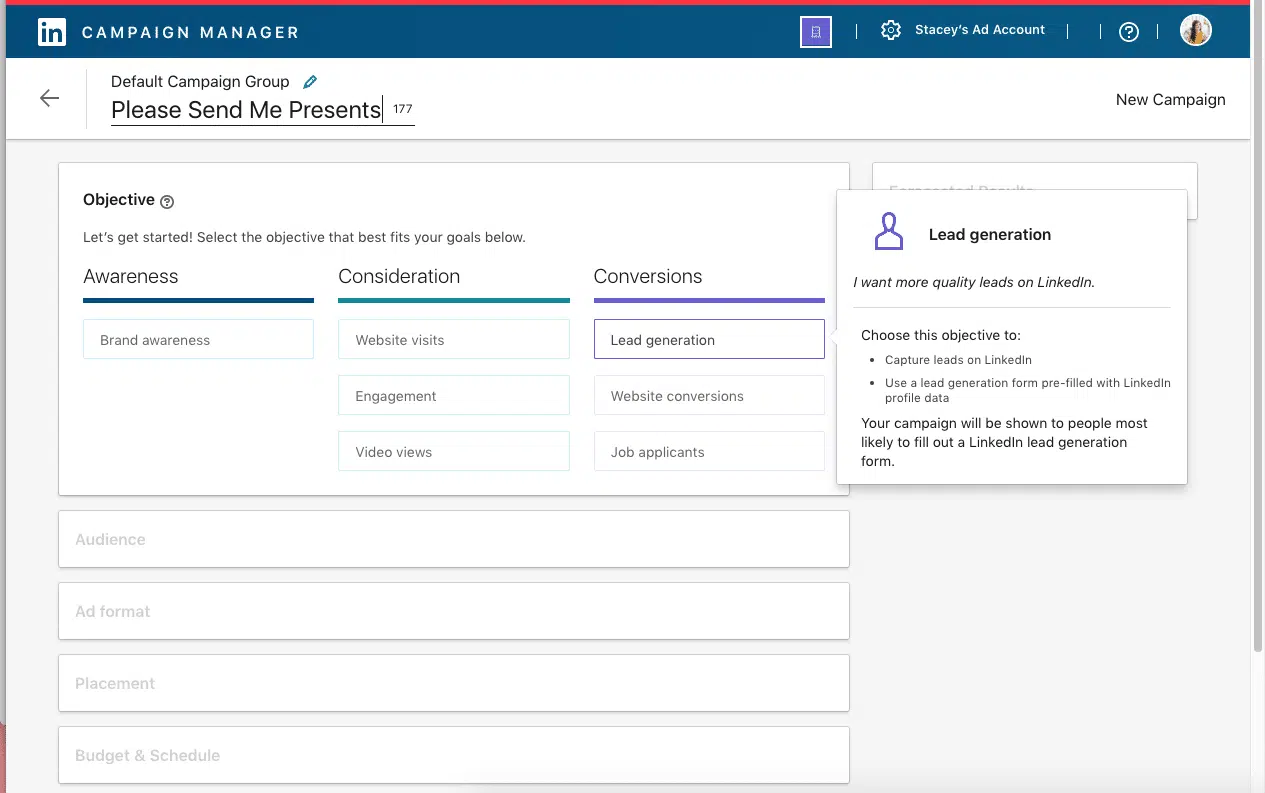 in CAMPAIGN MANAGER
Stacey's Ad Account
Default Campaign Group
Please Send Me Presents 177
New Campaign
Objective
Let's get started! Select the objective that best fits your goals below.
Awareness
Consideration
Conversions
Brand awareness
Website visits
Lead generation
Engagement
Website conversions
Video views
Job applicants
Forecasted Results
Lead generation
I want more quality leads on LinkedIn.
Choose this objective to:
• Capture leads on LinkedIn
• Use a lead generation form pre-filled with LinkedIn
profile data
Your campaign will be shown to people most
likely to fill out a LinkedIn lead generation
form.
Audience
Ad format
Placement
Budget & Schedule